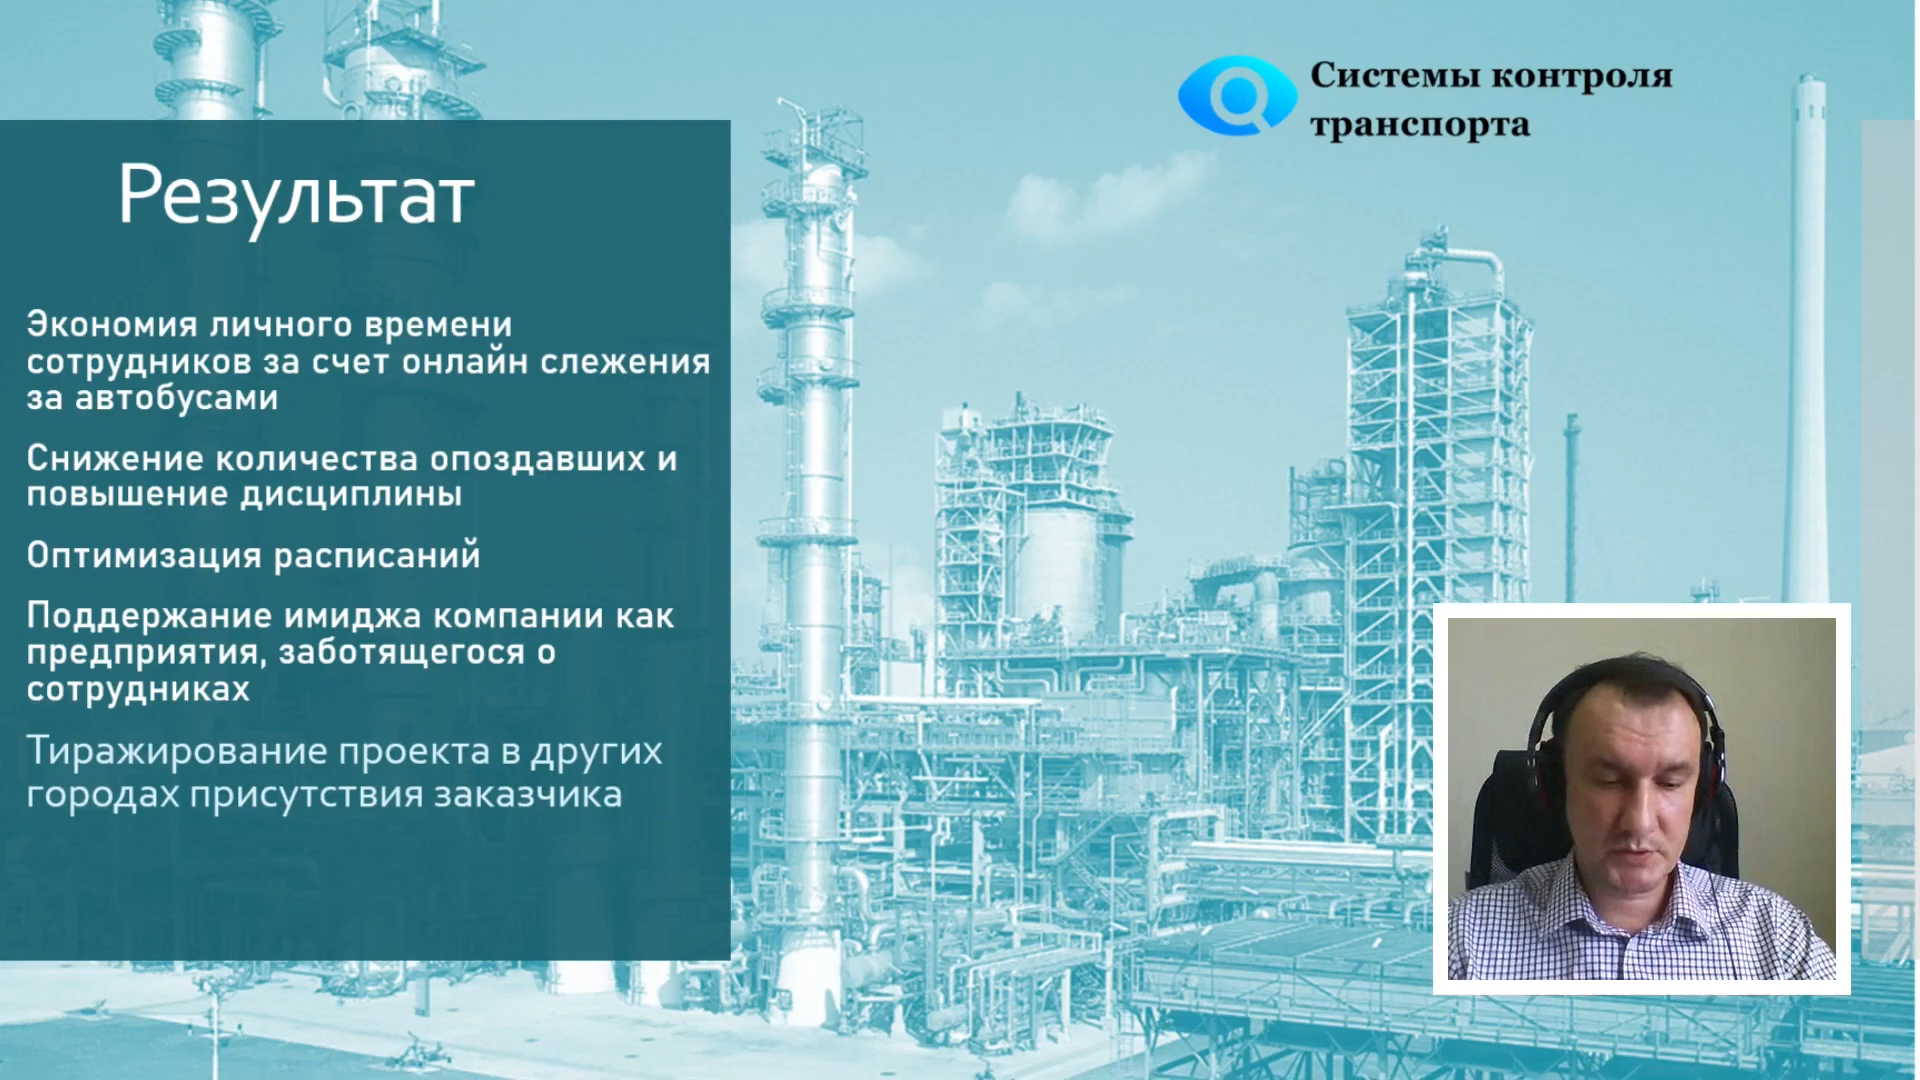 Системы контроля
транспорта
Результат
Экономия личного времени
сотрудников за счет онлайн слежения
за автобусами
Снижение количества опоздавших и
повышение дисциплины
Оптимизация расписаний
Поддержание имиджа компании как
предприятия, заботящегося о
сотрудниках
Тиражирование проекта в других
городах присутствия заказчика